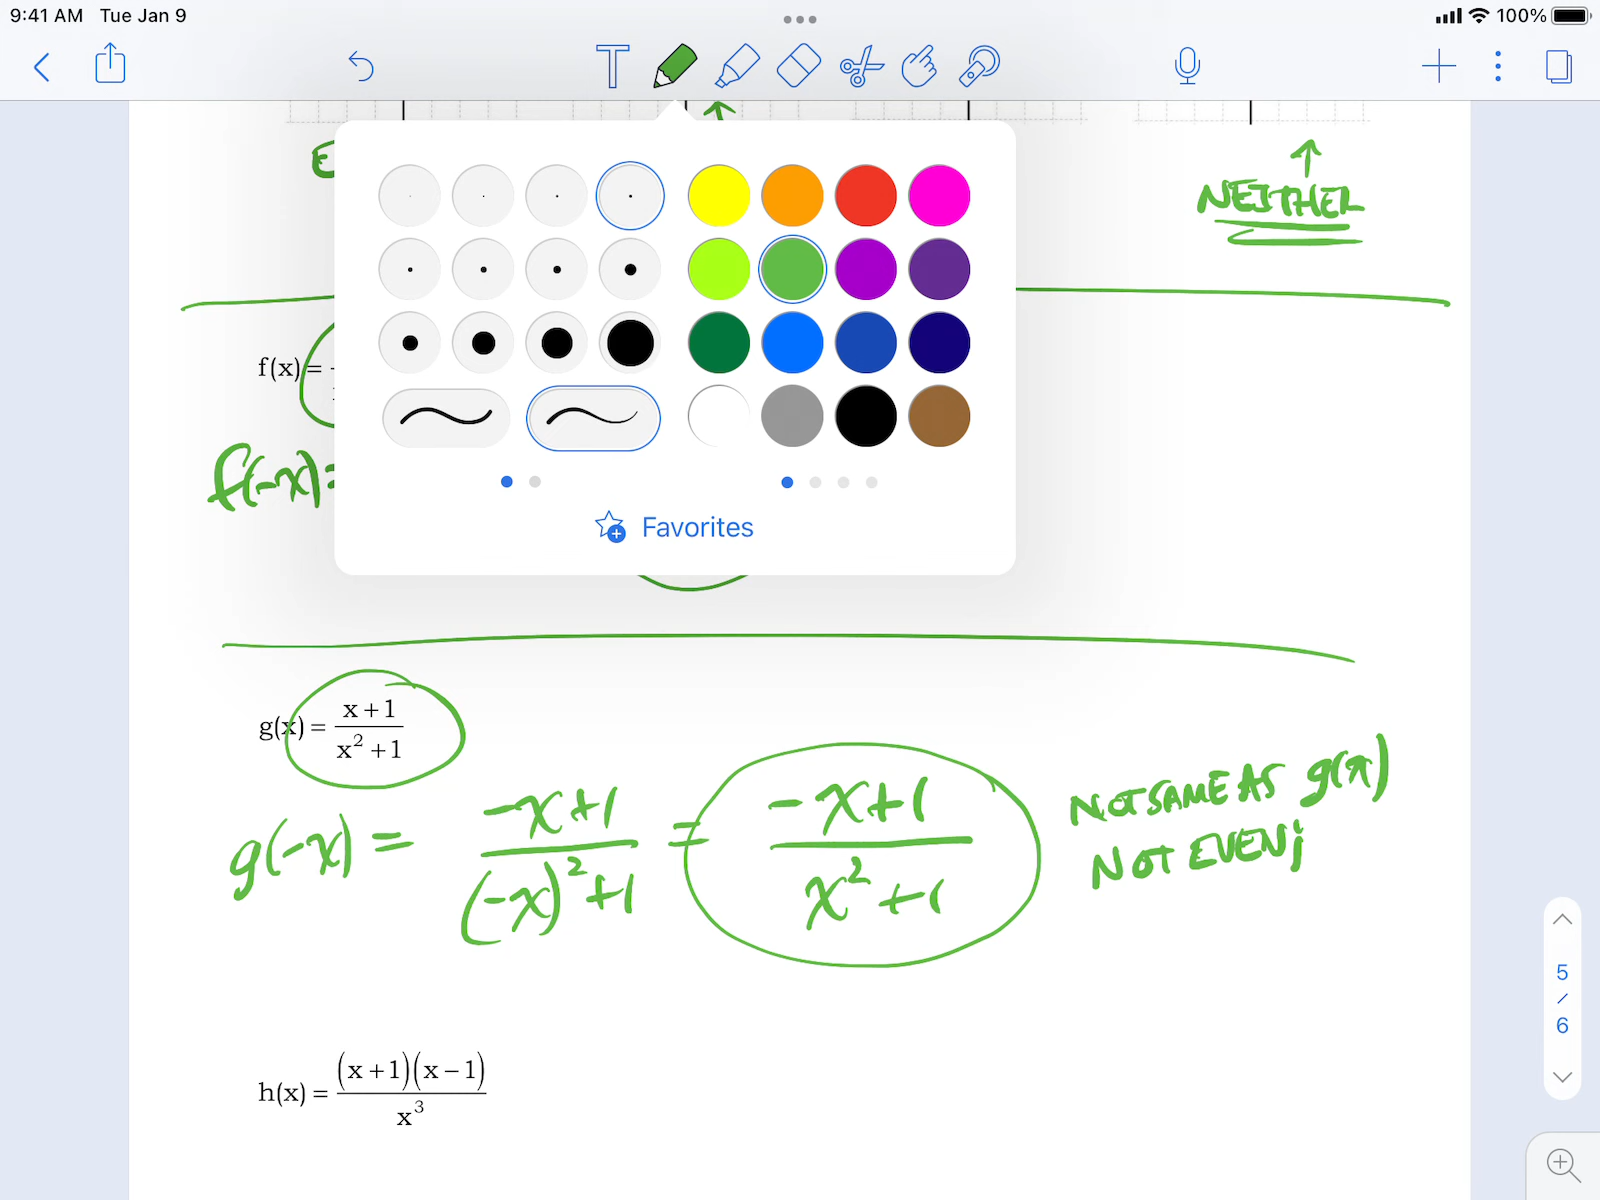 9:41 AM Tue Jan 9
100%
NEITHER
f(x) =
f(-x) =
Favorites
g(x) = x+1 / x² +1
g(-x) = -x+1 / (-x)²+1 = -x+1 / x²+1
NOT SAME AS g(x)
NOT EVEN;
5
/
6
h(x) = (x+1)(x−1) / x³